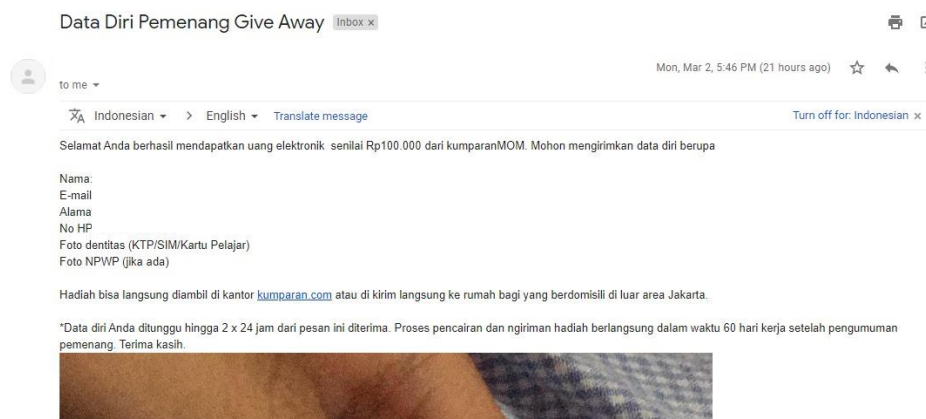 Data Diri Pemenang Give Away Inbox x
Mon, Mar 2, 5:46 PM (21 hours ago)
to me
Indonesian > English Translate message Turn off for: Indonesian x
Selamat Anda berhasil mendapatkan uang elektronik senilai Rp100.000 dari kumparanMOM. Mohon mengirimkan data diri berupa
Nama:
E-mail
Alama
No HP
Foto dentitas (KTP/SIM/Kartu Pelajar)
Foto NPWP (jika ada)
Hadiah bisa langsung diambil di kantor kumparan.com atau di kirim langsung ke rumah bagi yang berdomisili di luar area Jakarta.
*Data diri Anda ditunggu hingga 2 x 24 jam dari pesan ini diterima. Proses pencairan dan ngiriman hadiah berlangsung dalam waktu 60 hari kerja setelah pengumuman
pemenang. Terima kasih.